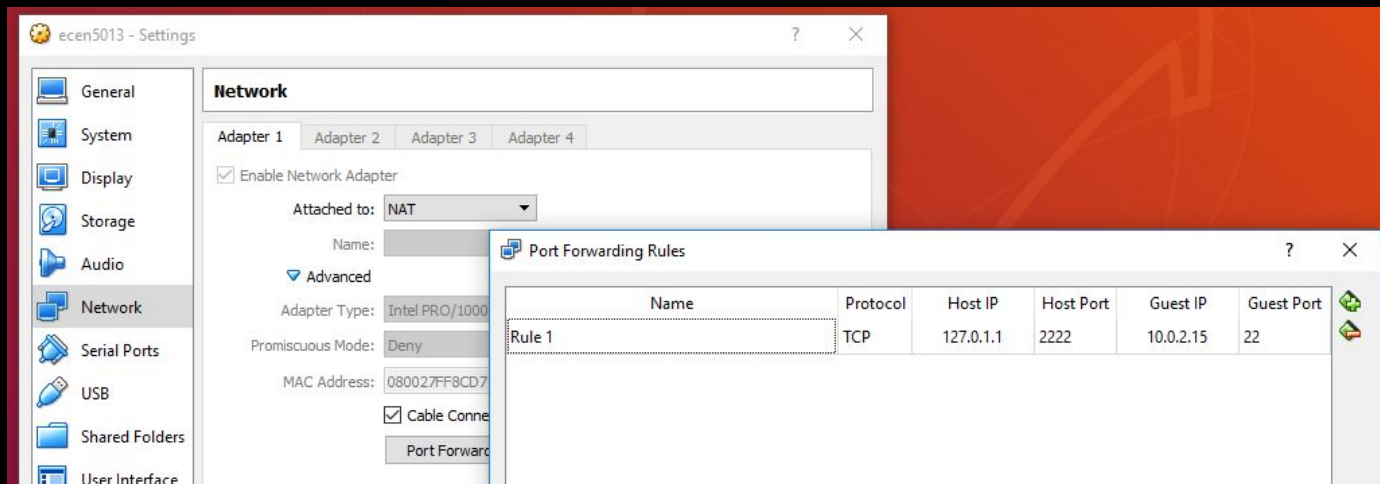 ecen5013 - Settings ? ×
General
System
Display
Storage
Audio
Network
Serial Ports
USB
Shared Folders
User Interface
Network
Adapter 1 Adapter 2 Adapter 3 Adapter 4
Enable Network Adapter
Attached to: NAT
Name:
Advanced
Adapter Type: Intel PRO/1000
Promiscuous Mode: Deny
MAC Address: 080027FF8CD7
Cable Conne
Port Forward
Port Forwarding Rules ? ×
Name Protocol Host IP Host Port Guest IP Guest Port
Rule 1 TCP 127.0.1.1 2222 10.0.2.15 22